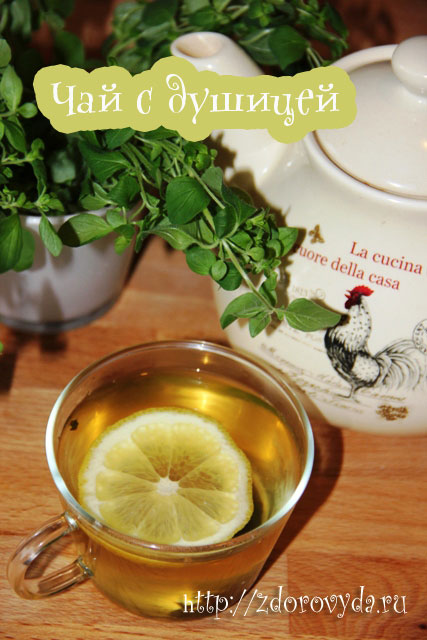 Чай с душицей
La cucina
cuore della casa
http://zdorovyda.ru